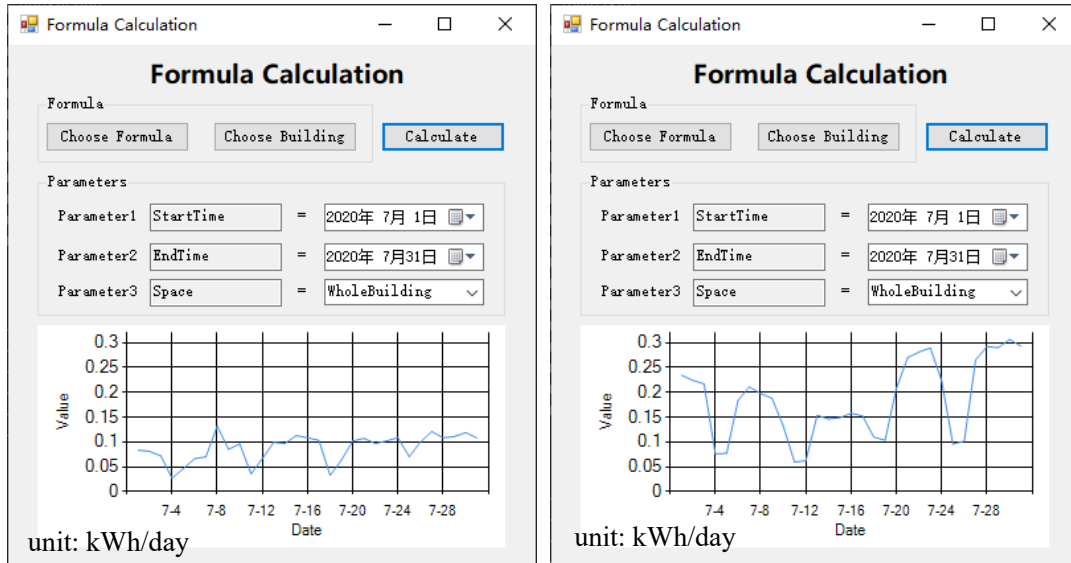 Formula Calculation
Formula Calculation
Formula
Choose Formula
Choose Building
Calculate
Parameters
Parameter1 StartTime = 2020年 7月 1日
Parameter2 EndTime = 2020年 7月31日
Parameter3 Space = WholeBuilding
0.3
0.25
0.2
0.15
0.1
0.05
0
Value
7-4 7-8 7-12 7-16 7-20 7-24 7-28
Date
unit: kWh/day
Formula Calculation
Formula Calculation
Formula
Choose Formula
Choose Building
Calculate
Parameters
Parameter1 StartTime = 2020年 7月 1日
Parameter2 EndTime = 2020年 7月31日
Parameter3 Space = WholeBuilding
0.3
0.25
0.2
0.15
0.1
0.05
0
Value
7-4 7-8 7-12 7-16 7-20 7-24 7-28
Date
unit: kWh/day